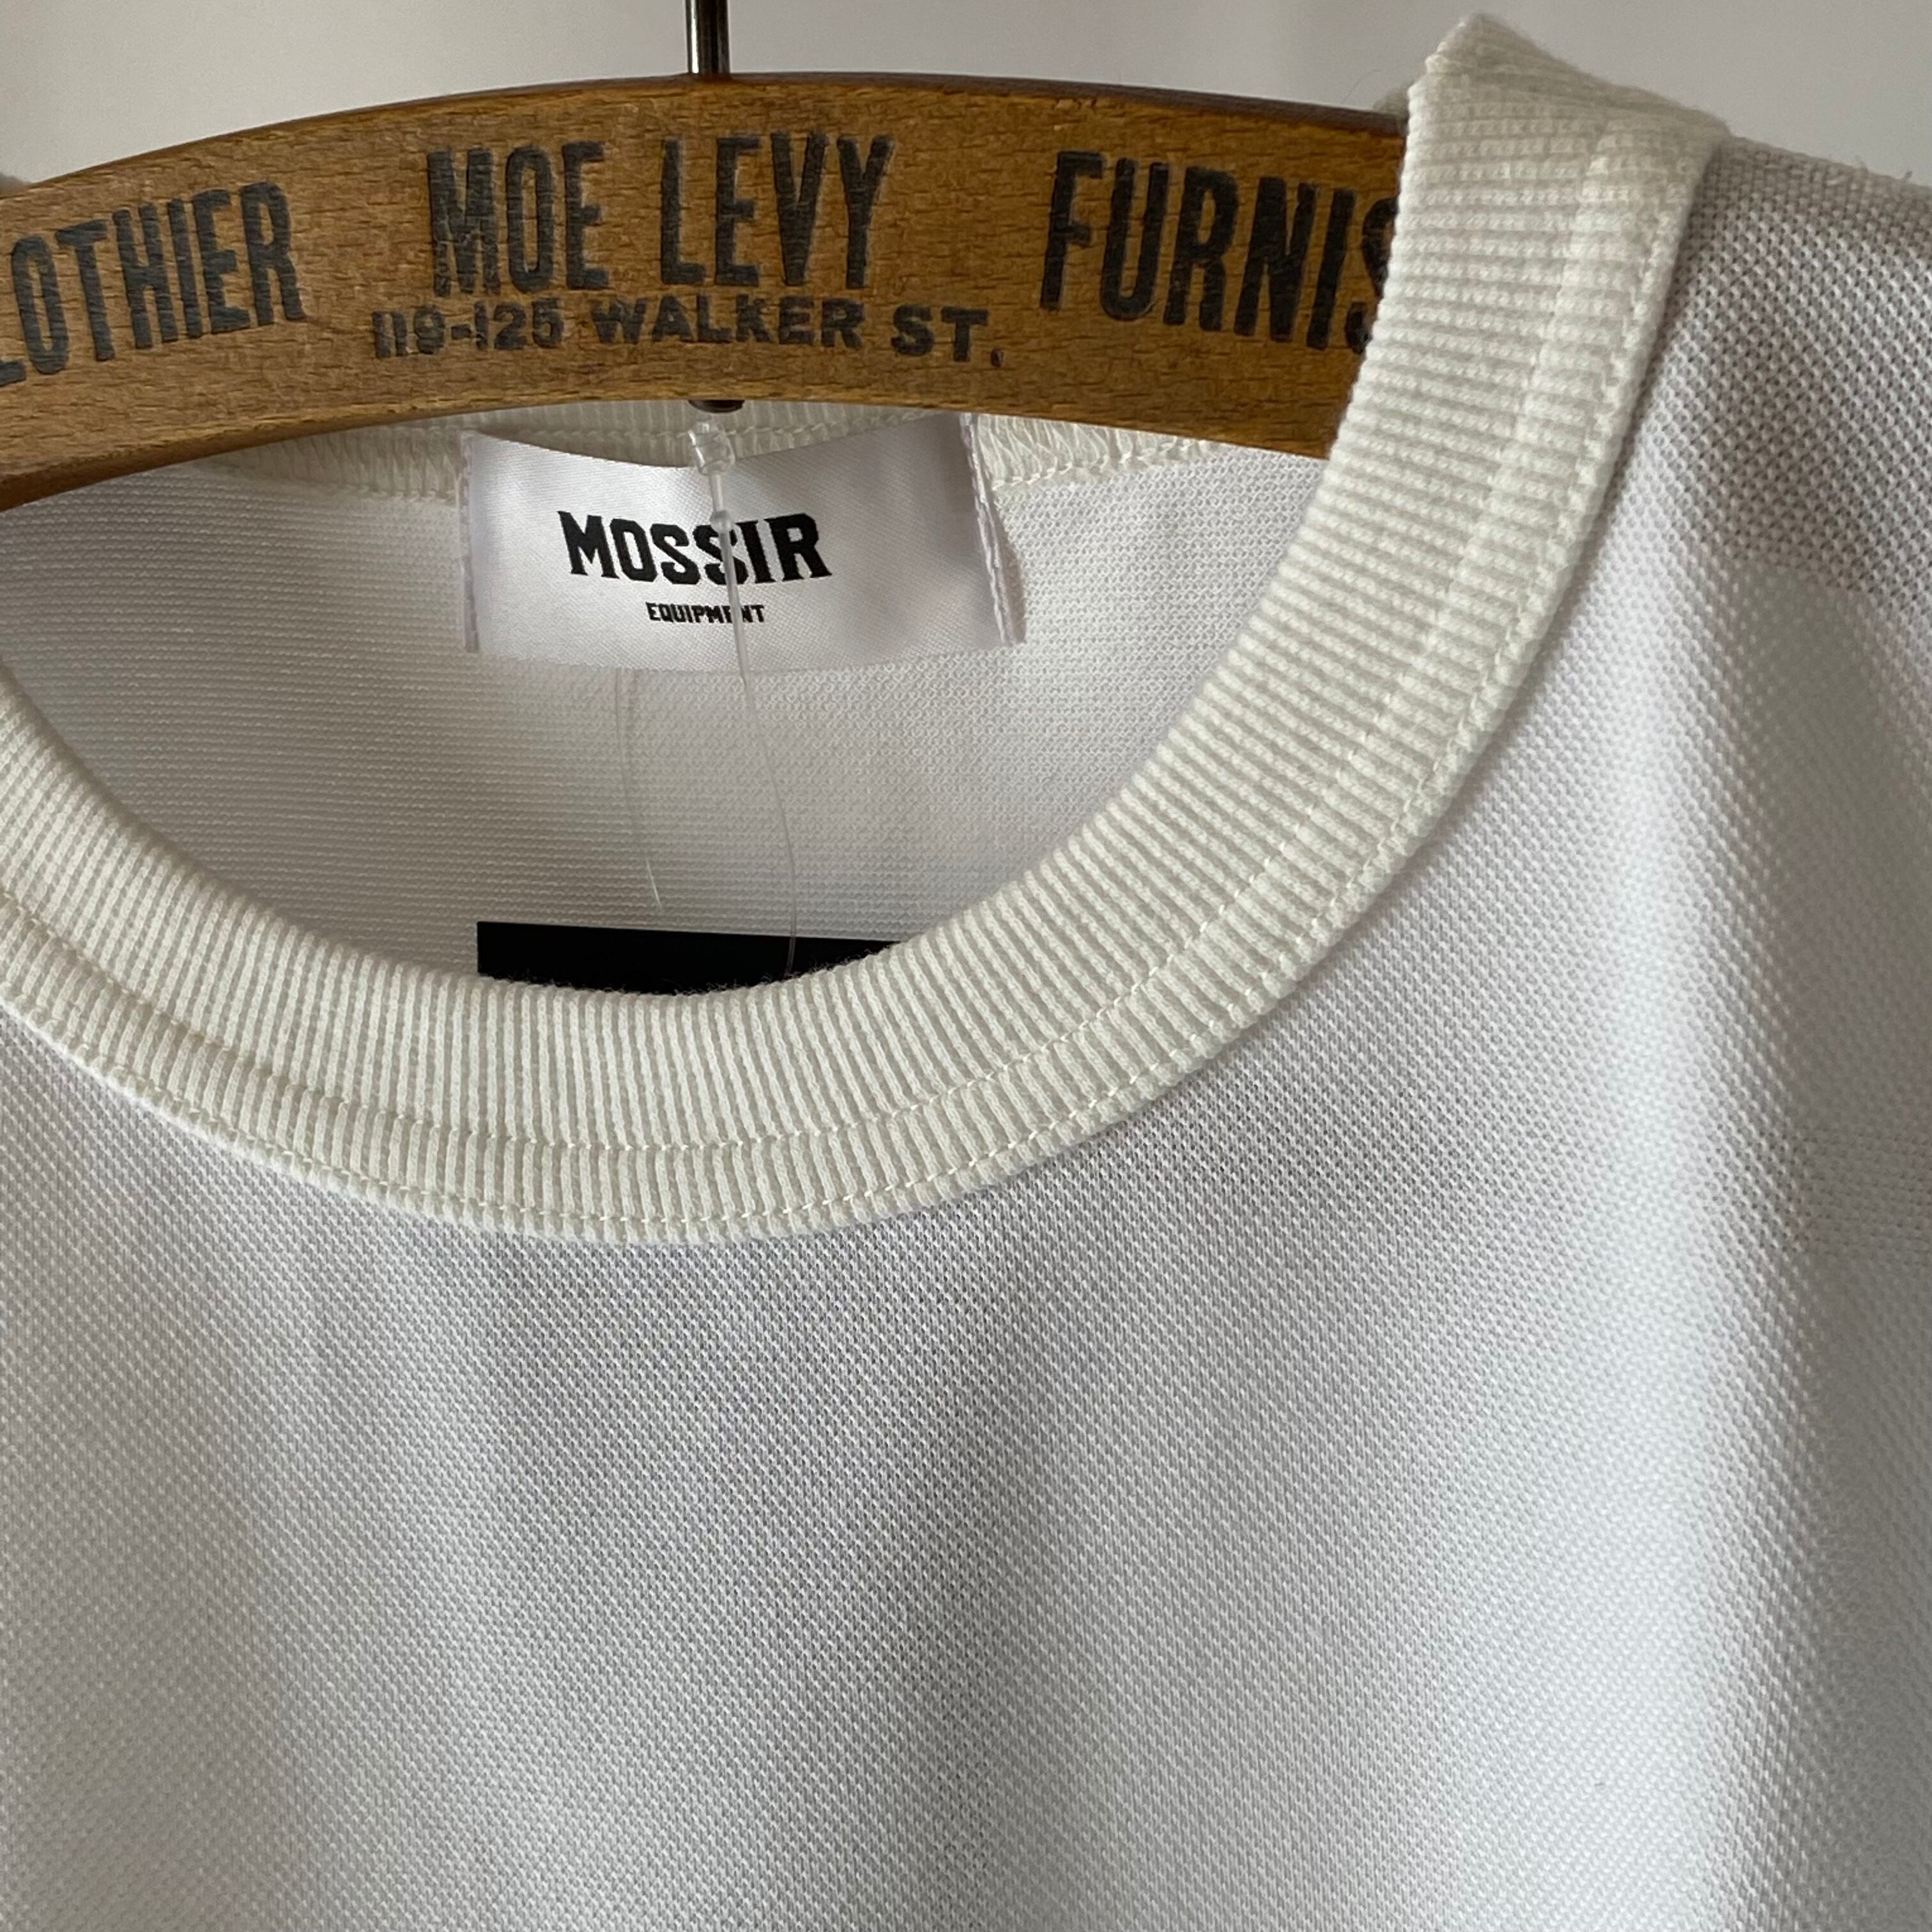 LOTHIER MOE LEVY FURNIS
119-125 WALKER ST.
MOSSIR
EQUIPMENT